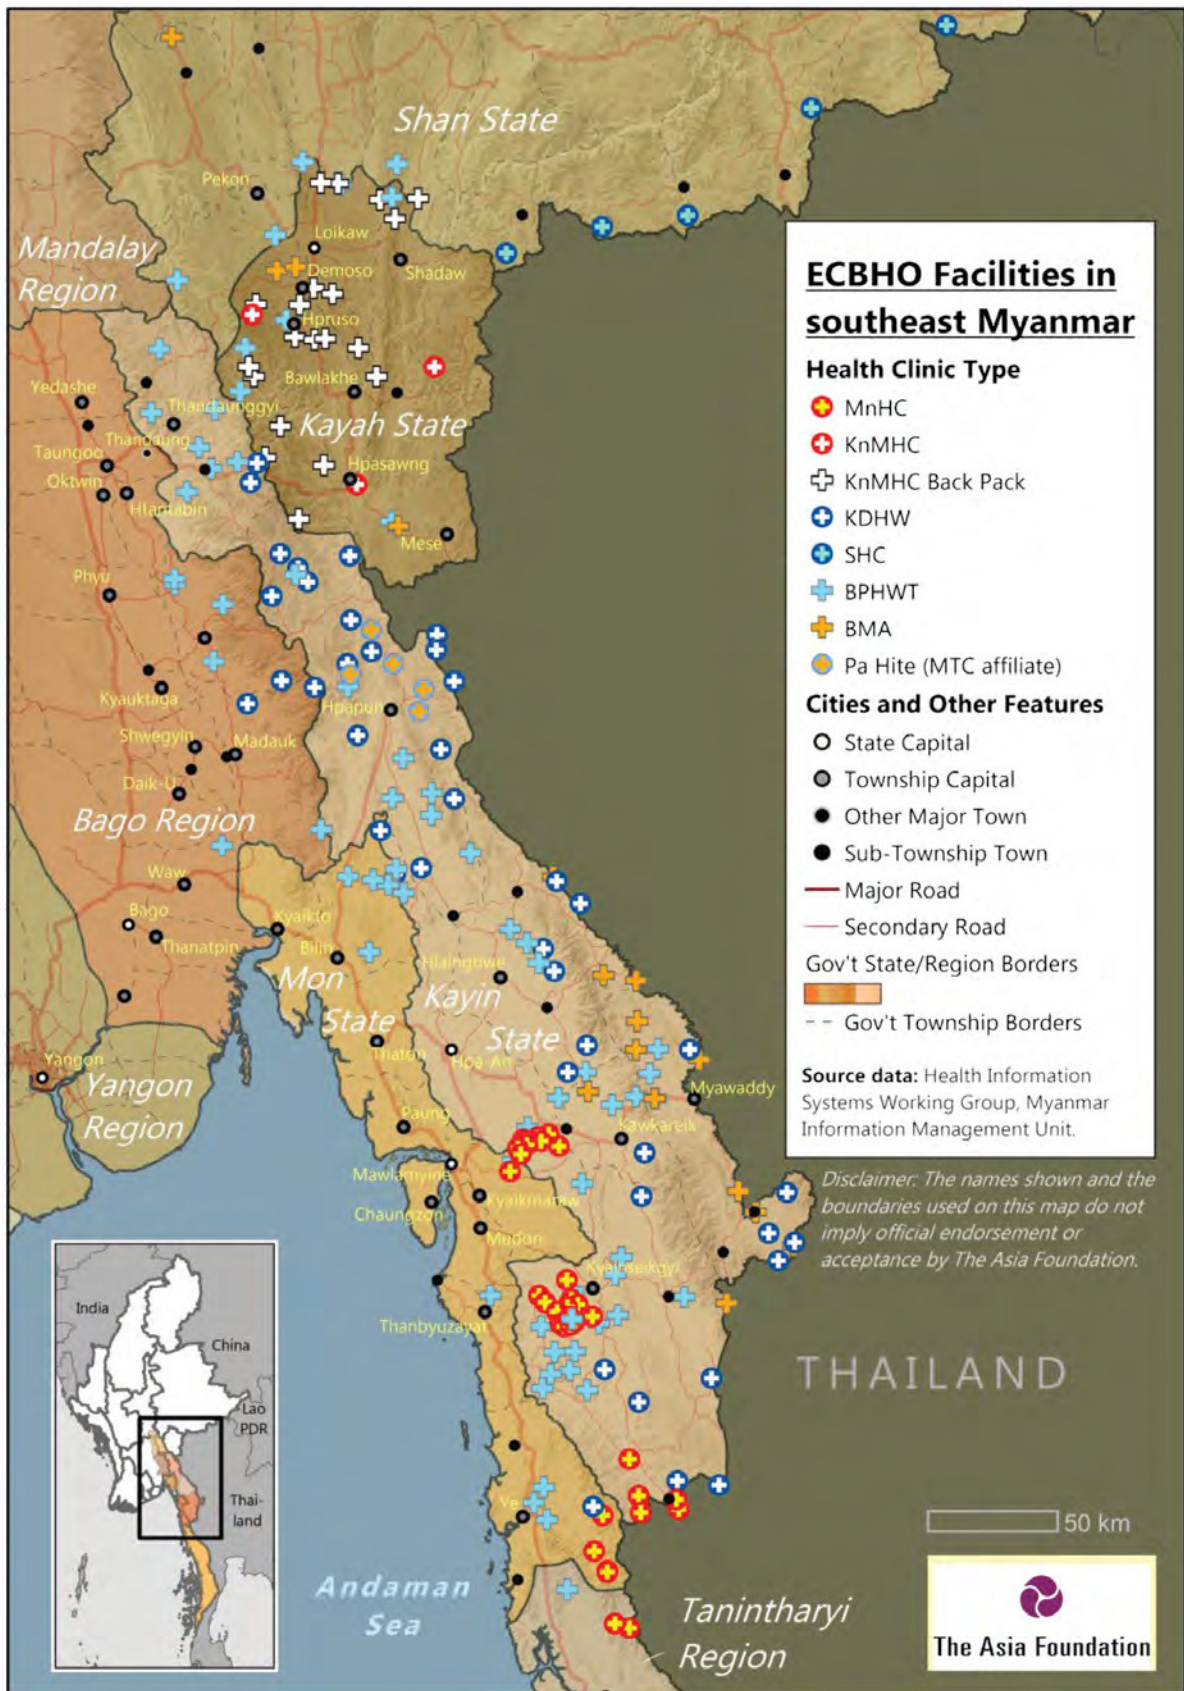 Shan State
Pekon
Mandalay
Region
Loikaw
Demoso
Shadaw
Hpruso
Yedashe
Bawlakhe
Thandaunggyi
Kayah State
Thandaung
Taungoo
Hpasawng
Oktwin
Htantabin
Mese
Phyu
Kyauktaga
Hpapun
Shwegyin
Madauk
Daik-U
Bago Region
Waw
Bago
Kyaikto
Thanatpin
Bilin
Hlaingbwe
Mon
State
Kayin
State
Thaton
Hpa-An
Yangon
Yangon
Region
Myawaddy
Paung
Kawkareik
Mawlamyine
Kyaikmaraw
Chaungzon
Mudon
Kyainseikgyi
Thanbyuzayat
Ye
Andaman
Sea
Tanintharyi
Region
THAILAND
ECBHO Facilities in
southeast Myanmar
Health Clinic Type
MnHC
KnMHC
KnMHC Back Pack
KDHW
SHC
BPHWT
BMA
Pa Hite (MTC affiliate)
Cities and Other Features
State Capital
Township Capital
Other Major Town
Sub-Township Town
Major Road
Secondary Road
Gov't State/Region Borders
Gov't Township Borders
Source data: Health Information
Systems Working Group, Myanmar
Information Management Unit.
Disclaimer: The names shown and the
boundaries used on this map do not
imply official endorsement or
acceptance by The Asia Foundation.
India
China
Lao
PDR
Thai-
land
50 km
The Asia Foundation